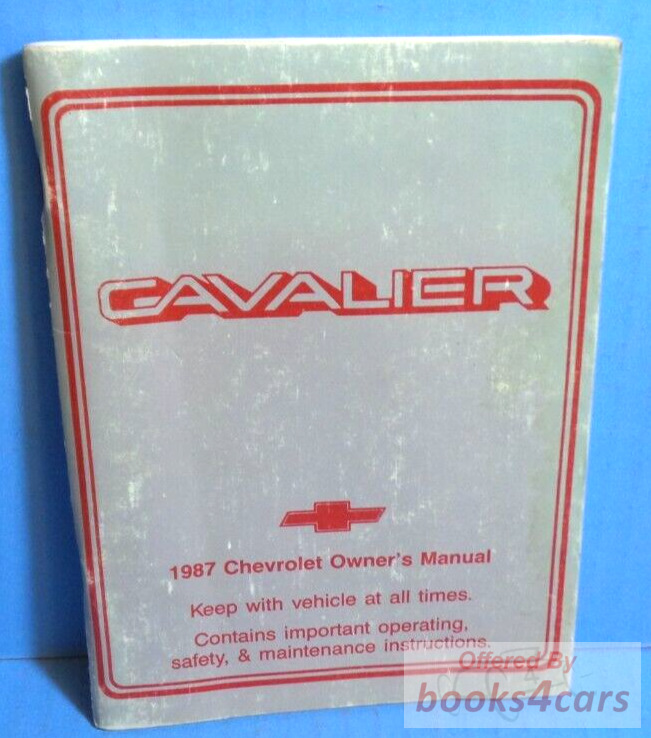 CAVALIER
1987 Chevrolet Owner's Manual
Keep with vehicle at all times.
Contains important operating,
safety, & maintenance instructions.
Offered By
books4cars